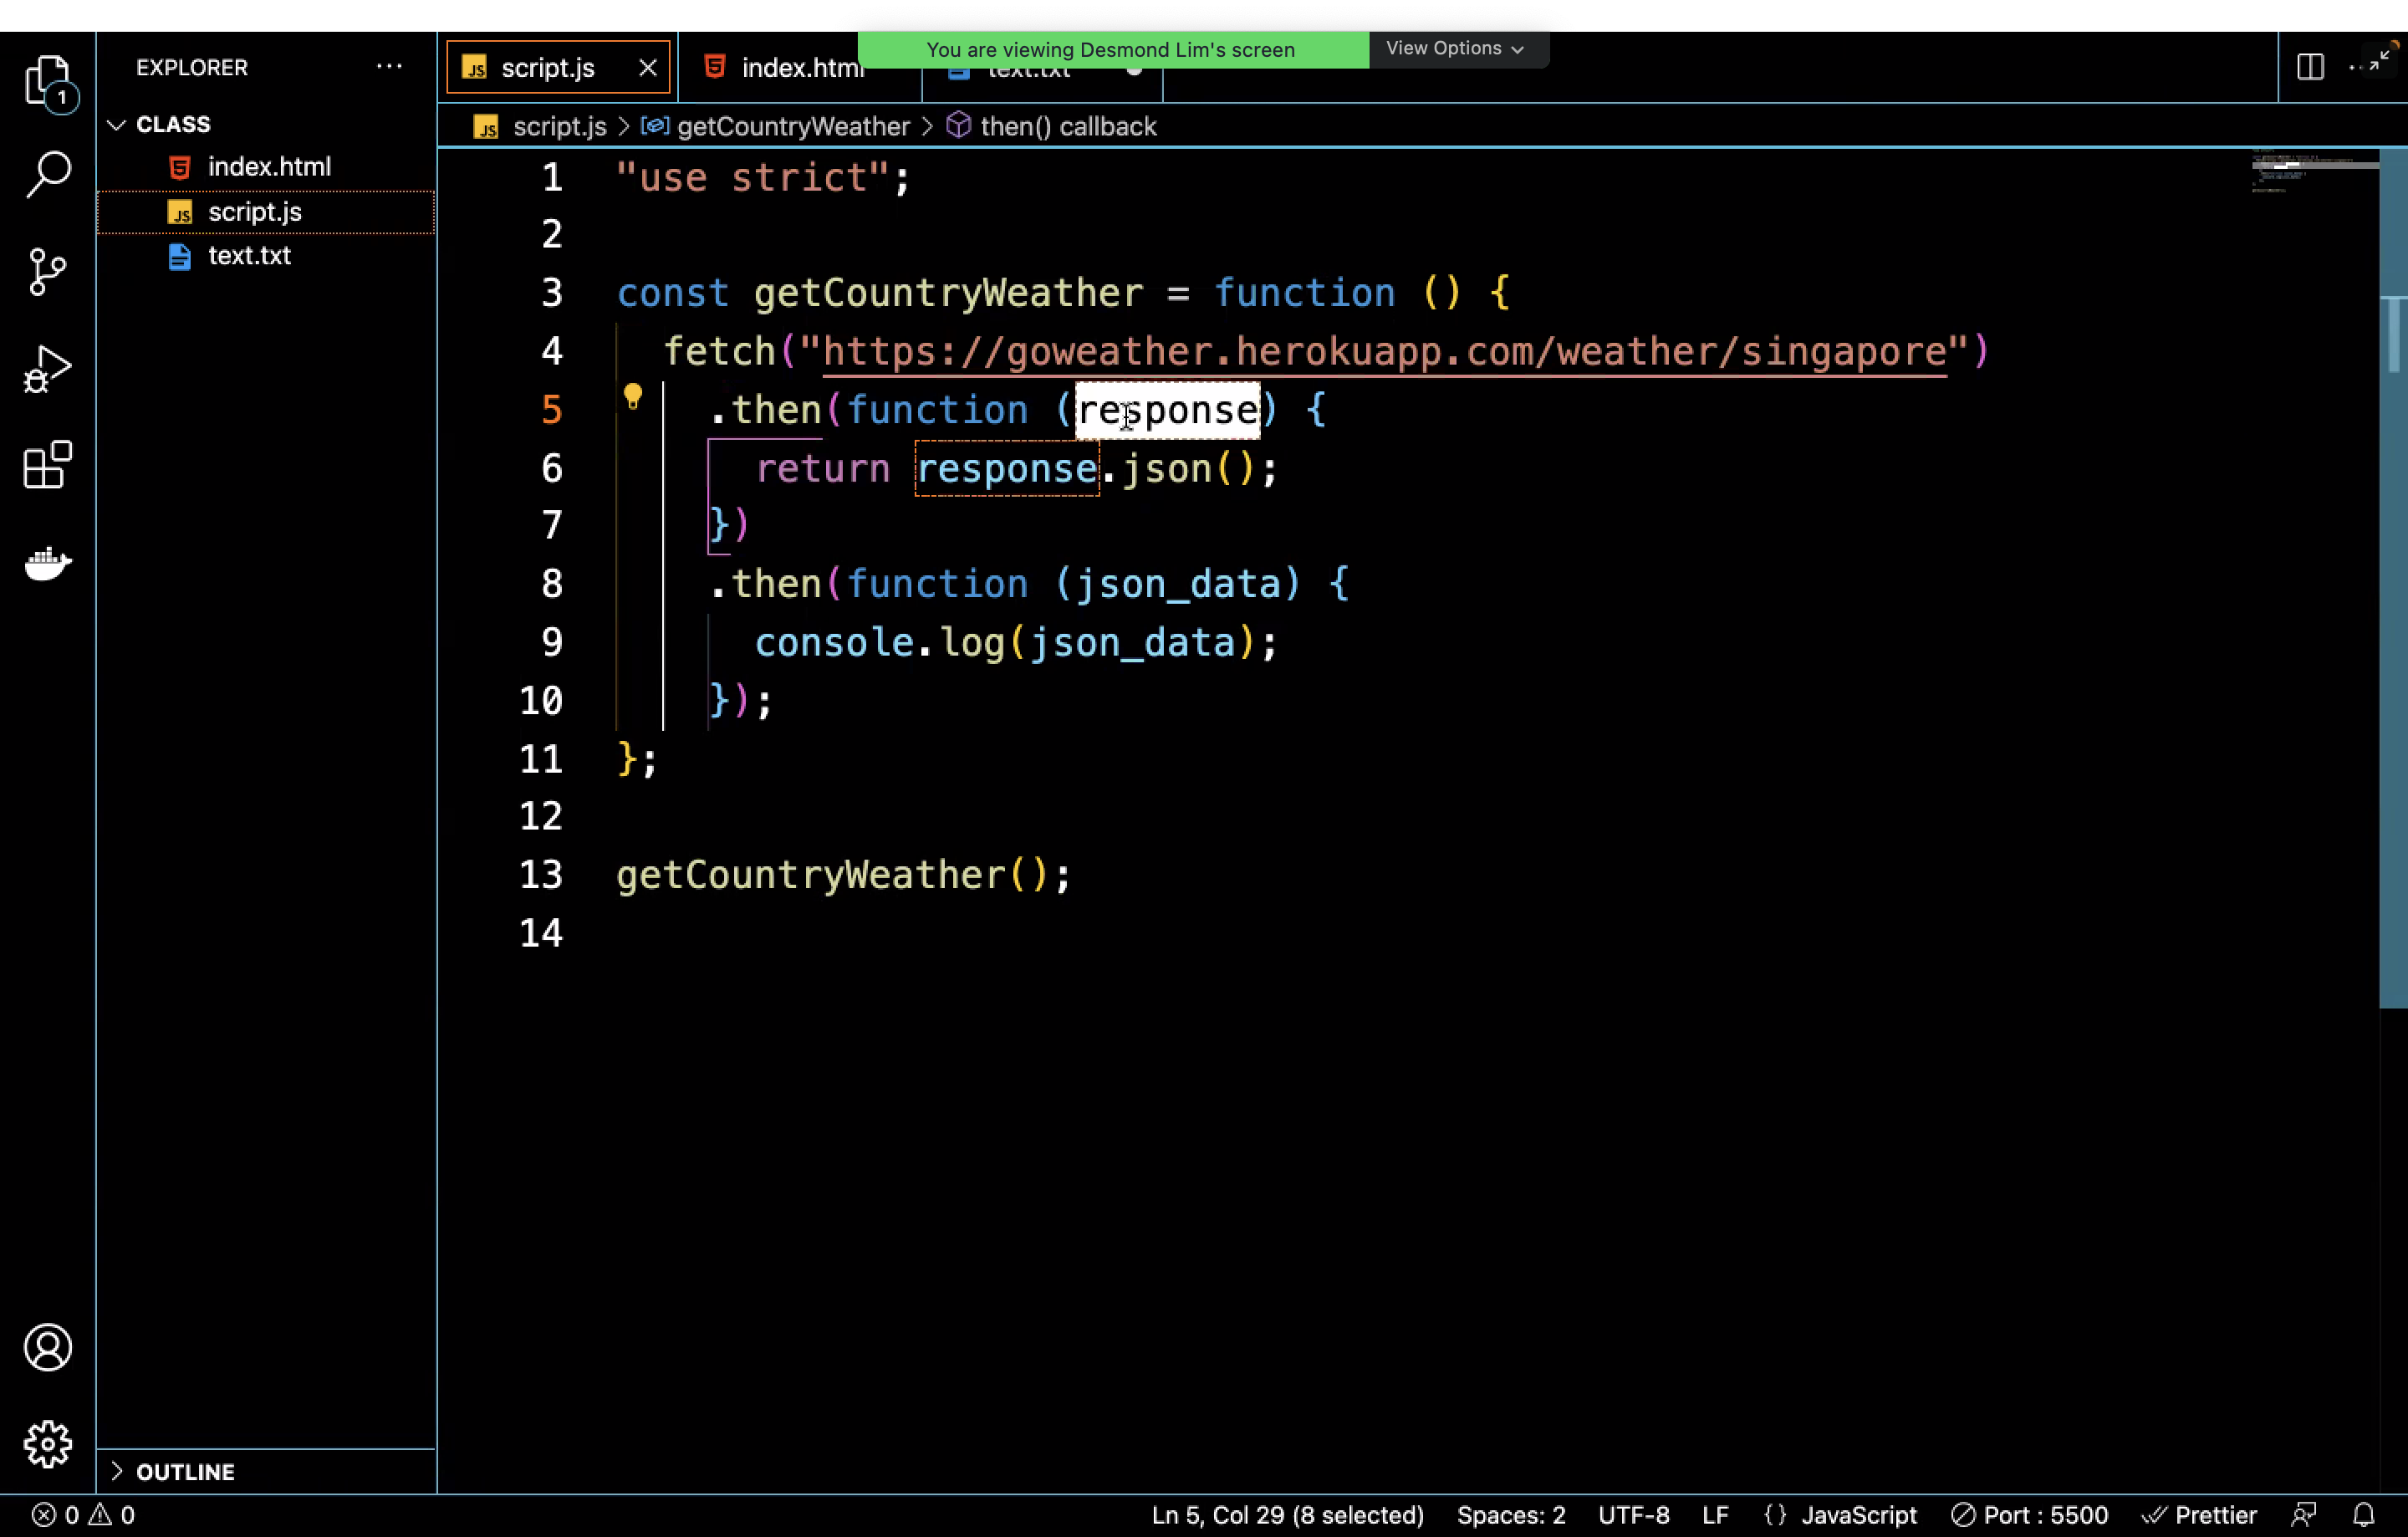 You are viewing Desmond Lim's screen
View Options
EXPLORER
script.js
index.html
text.txt
1
CLASS
script.js > getCountryWeather > then() callback
index.html
script.js
text.txt
1 "use strict";
2
3 const getCountryWeather = function () {
4 fetch("https://goweather.herokuapp.com/weather/singapore")
5 .then(function (response) {
6 return response.json();
7 })
8 .then(function (json_data) {
9 console.log(json_data);
10 });
11 };
12
13 getCountryWeather();
14
OUTLINE
0 0
Ln 5, Col 29 (8 selected) Spaces: 2 UTF-8 LF {} JavaScript Port : 5500 Prettier